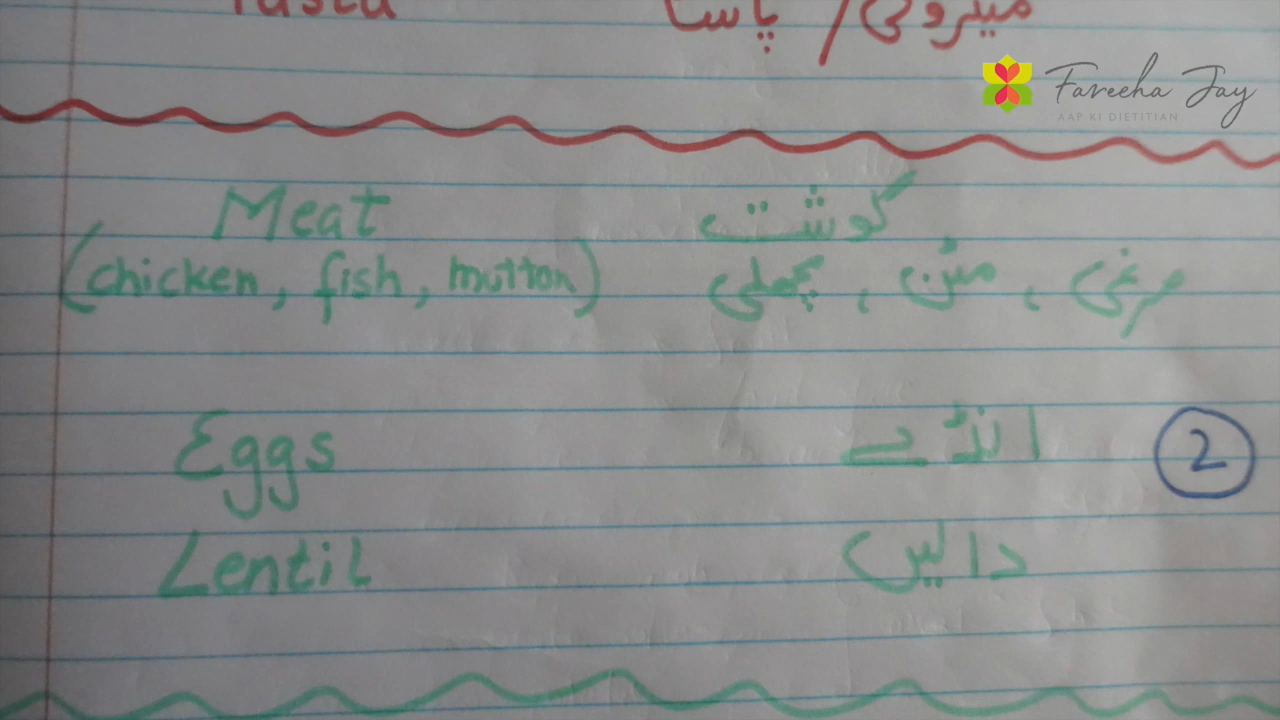 Pasta میکرونی/ پاستا
Fareeha Jay
AAP KI DIETITIAN
Meat گوشت
(chicken, fish, mutton) مرغی، مٹن، مچھلی
Eggs انڈے 2
Lentil دالیں